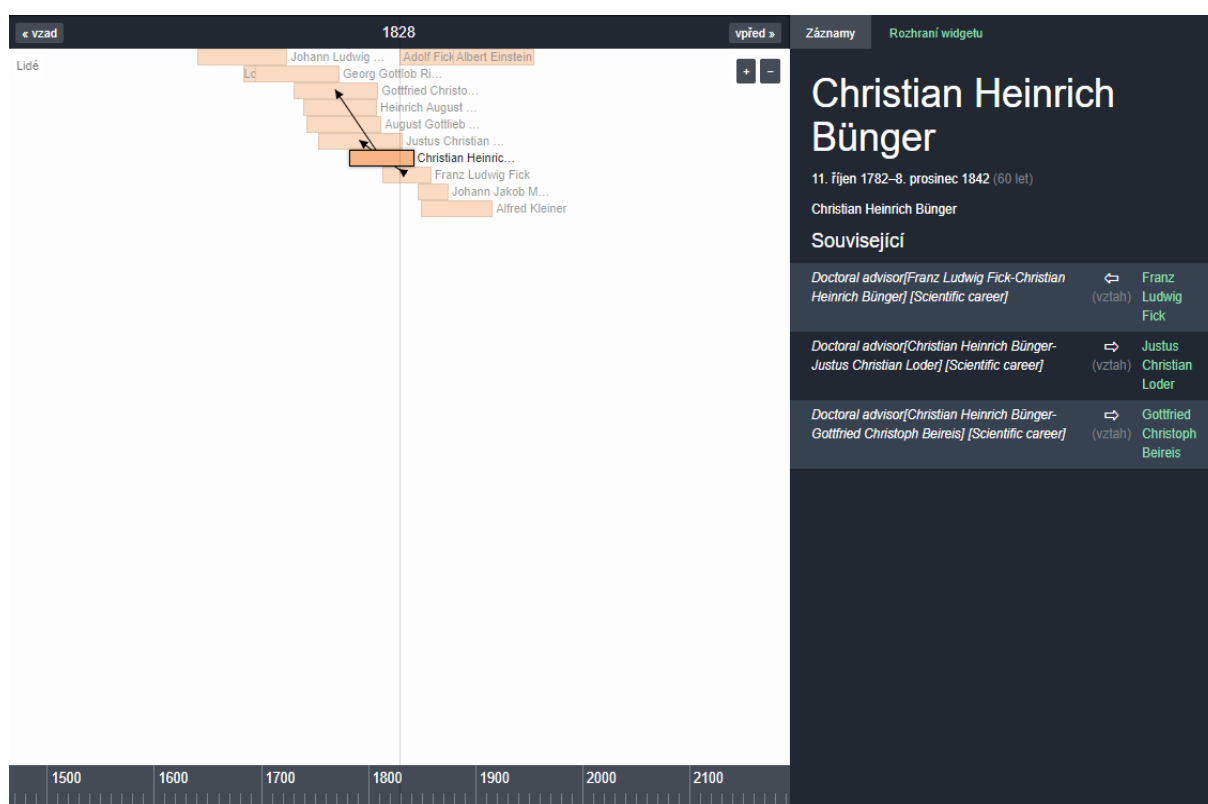 « vzad
1828
vpřed »
Lidé
+
−
Johann Ludwig ...
Adolf Fick
Albert Einstein
Georg Gottlob Ri...
Gottfried Christo...
Heinrich August ...
August Gottlieb ...
Justus Christian ...
Christian Heinric...
Franz Ludwig Fick
Johann Jakob M...
Alfred Kleiner
1500 1600 1700 1800 1900 2000 2100
Záznamy Rozhraní widgetu
Christian Heinrich
Bünger
11. říjen 1782–8. prosinec 1842 (60 let)
Christian Heinrich Bünger
Související
Doctoral advisor[Franz Ludwig Fick-Christian
Heinrich Bünger] [Scientific career]
⇦
(vztah)
Franz
Ludwig
Fick
Doctoral advisor[Christian Heinrich Bünger-
Justus Christian Loder] [Scientific career]
⇨
(vztah)
Justus
Christian
Loder
Doctoral advisor[Christian Heinrich Bünger-
Gottfried Christoph Beireis] [Scientific career]
⇨
(vztah)
Gottfried
Christoph
Beireis